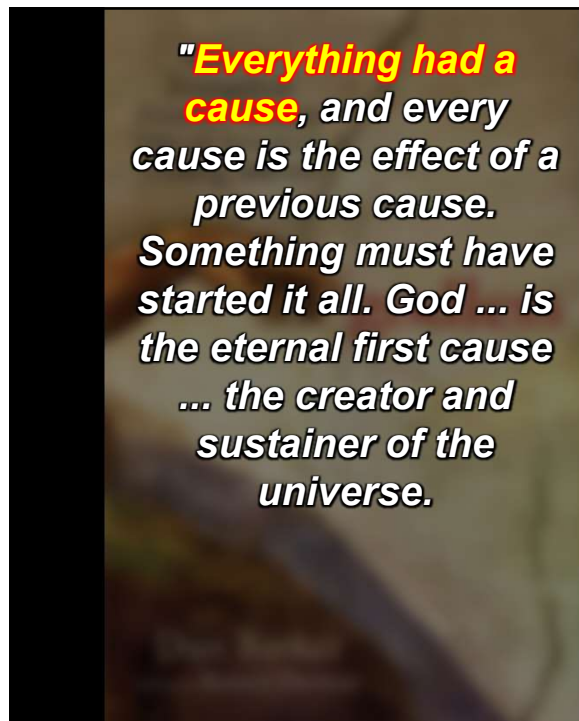 "Everything had a
cause, and every
cause is the effect of a
previous cause.
Something must have
started it all. God ... is
the eternal first cause
... the creator and
sustainer of the
universe.